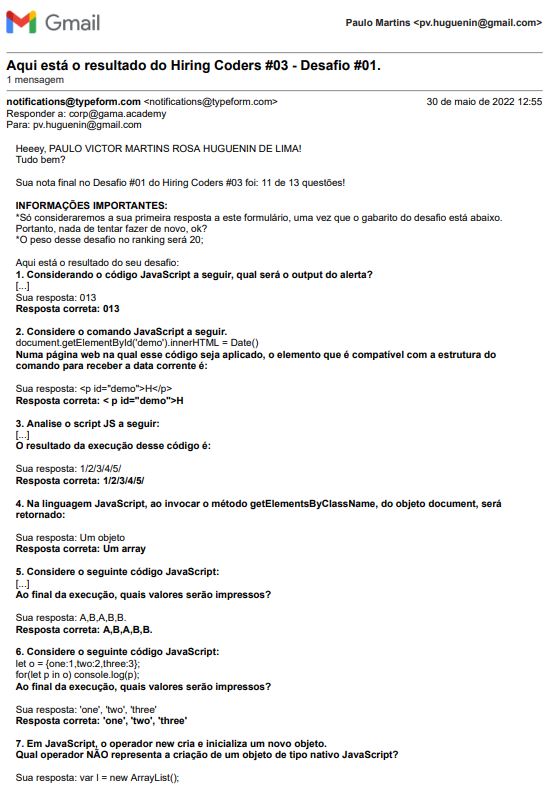 Gmail
Paulo Martins <pv.huguenin@gmail.com>
Aqui está o resultado do Hiring Coders #03 - Desafio #01.
1 mensagem
notifications@typeform.com <notifications@typeform.com> 30 de maio de 2022 12:55
Responder a: corp@gama.academy
Para: pv.huguenin@gmail.com
Heeey, PAULO VICTOR MARTINS ROSA HUGUENIN DE LIMA!
Tudo bem?
Sua nota final no Desafio #01 do Hiring Coders #03 foi: 11 de 13 questões!
INFORMAÇÕES IMPORTANTES:
*Só consideraremos a sua primeira resposta a este formulário, uma vez que o gabarito do desafio está abaixo.
Portanto, nada de tentar fazer de novo, ok?
*O peso desse desafio no ranking será 20;
Aqui está o resultado do seu desafio:
1. Considerando o código JavaScript a seguir, qual será o output do alerta?
[...]
Sua resposta: 013
Resposta correta: 013
2. Considere o comando JavaScript a seguir.
document.getElementById('demo').innerHTML = Date()
Numa página web na qual esse código seja aplicado, o elemento que é compatível com a estrutura do
comando para receber a data corrente é:
Sua resposta: <p id="demo">H</p>
Resposta correta: < p id="demo">H
3. Analise o script JS a seguir:
[...]
O resultado da execução desse código é:
Sua resposta: 1/2/3/4/5/
Resposta correta: 1/2/3/4/5/
4. Na linguagem JavaScript, ao invocar o método getElementsByClassName, do objeto document, será
retornado:
Sua resposta: Um objeto
Resposta correta: Um array
5. Considere o seguinte código JavaScript:
[...]
Ao final da execução, quais valores serão impressos?
Sua resposta: A,B,A,B,B.
Resposta correta: A,B,A,B,B.
6. Considere o seguinte código JavaScript:
let o = {one:1,two:2,three:3};
for(let p in o) console.log(p);
Ao final da execução, quais valores serão impressos?
Sua resposta: 'one', 'two', 'three'
Resposta correta: 'one', 'two', 'three'
7. Em JavaScript, o operador new cria e inicializa um novo objeto.
Qual operador NÃO representa a criação de um objeto de tipo nativo JavaScript?
Sua resposta: var l = new ArrayList();